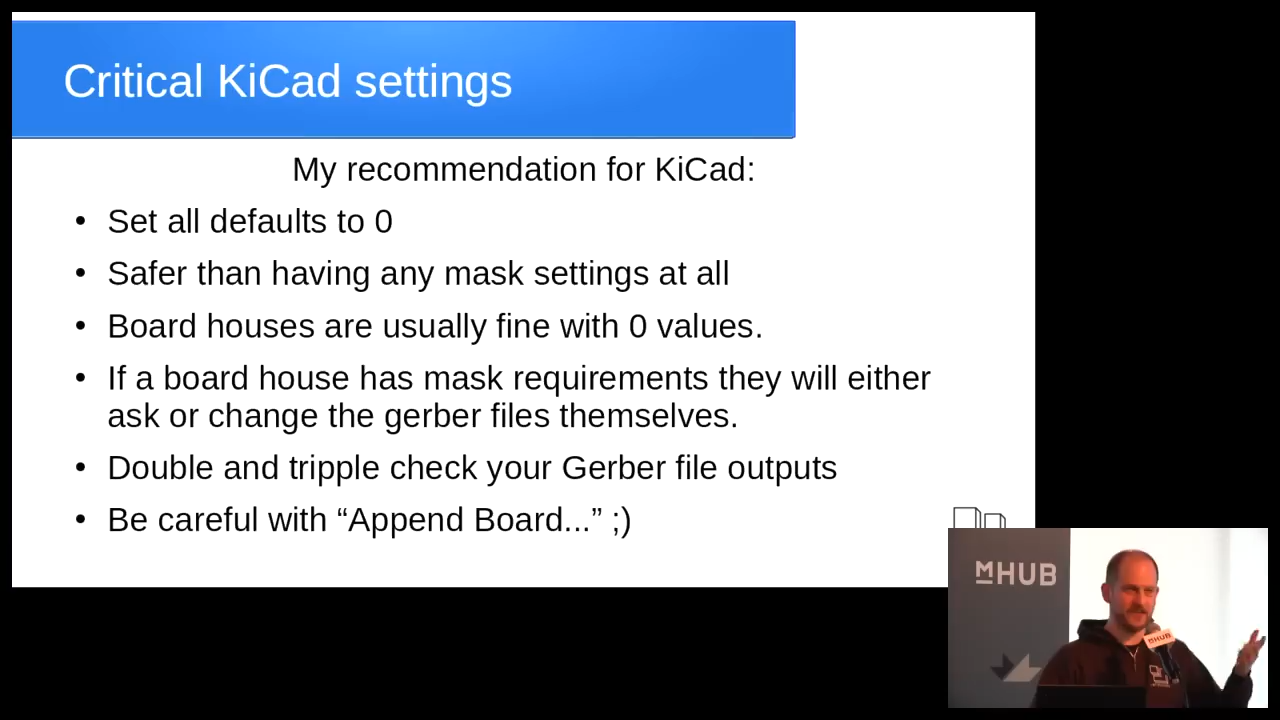 Critical KiCad settings
My recommendation for KiCad:
• Set all defaults to 0
• Safer than having any mask settings at all
• Board houses are usually fine with 0 values.
• If a board house has mask requirements they will either
ask or change the gerber files themselves.
• Double and tripple check your Gerber file outputs
• Be careful with “Append Board...” ;)
MHUB
MHUB